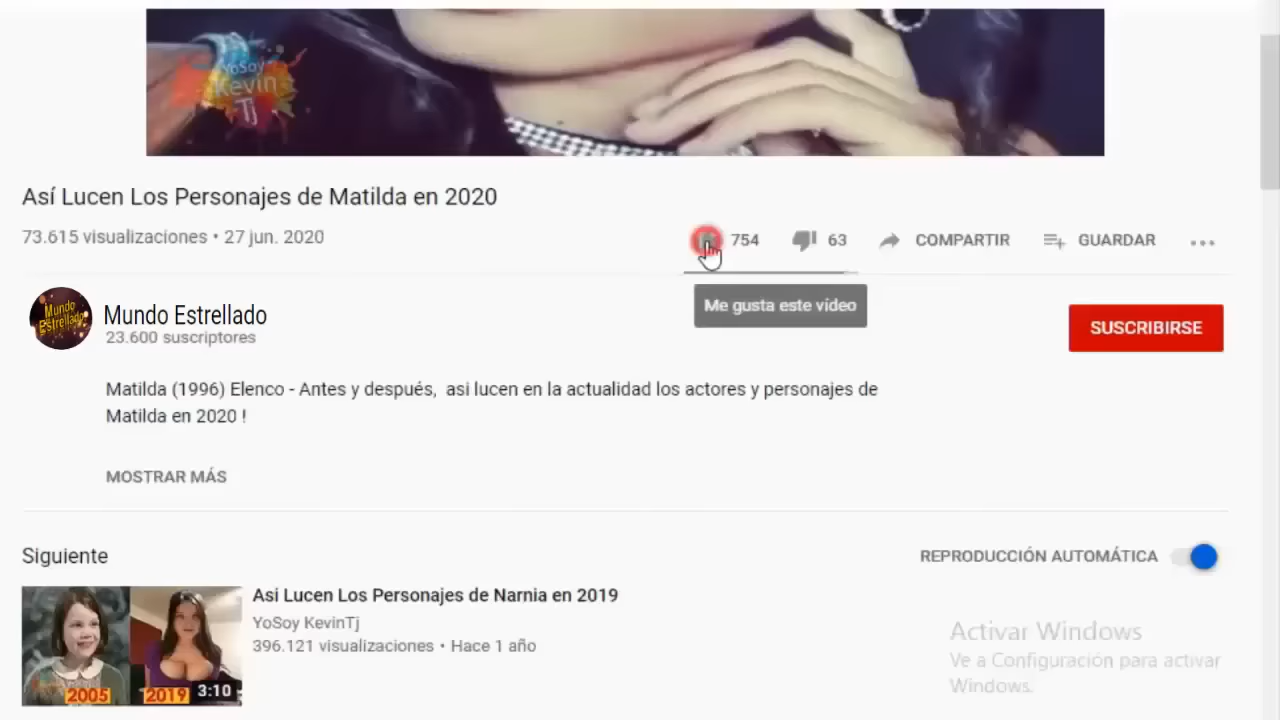 YoSoy
Kevin
Tj
Así Lucen Los Personajes de Matilda en 2020
73.615 visualizaciones • 27 jun. 2020
754
63
COMPARTIR
GUARDAR
Me gusta este vídeo
Mundo Estrellado
Mundo Estrellado
23.600 suscriptores
SUSCRIBIRSE
Matilda (1996) Elenco - Antes y después, asi lucen en la actualidad los actores y personajes de
Matilda en 2020 !
MOSTRAR MÁS
Siguiente
REPRODUCCIÓN AUTOMÁTICA
2005
2019
3:10
Asi Lucen Los Personajes de Narnia en 2019
YoSoy KevinTj
396.121 visualizaciones • Hace 1 año
Activar Windows
Ve a Configuración para activar
Windows.